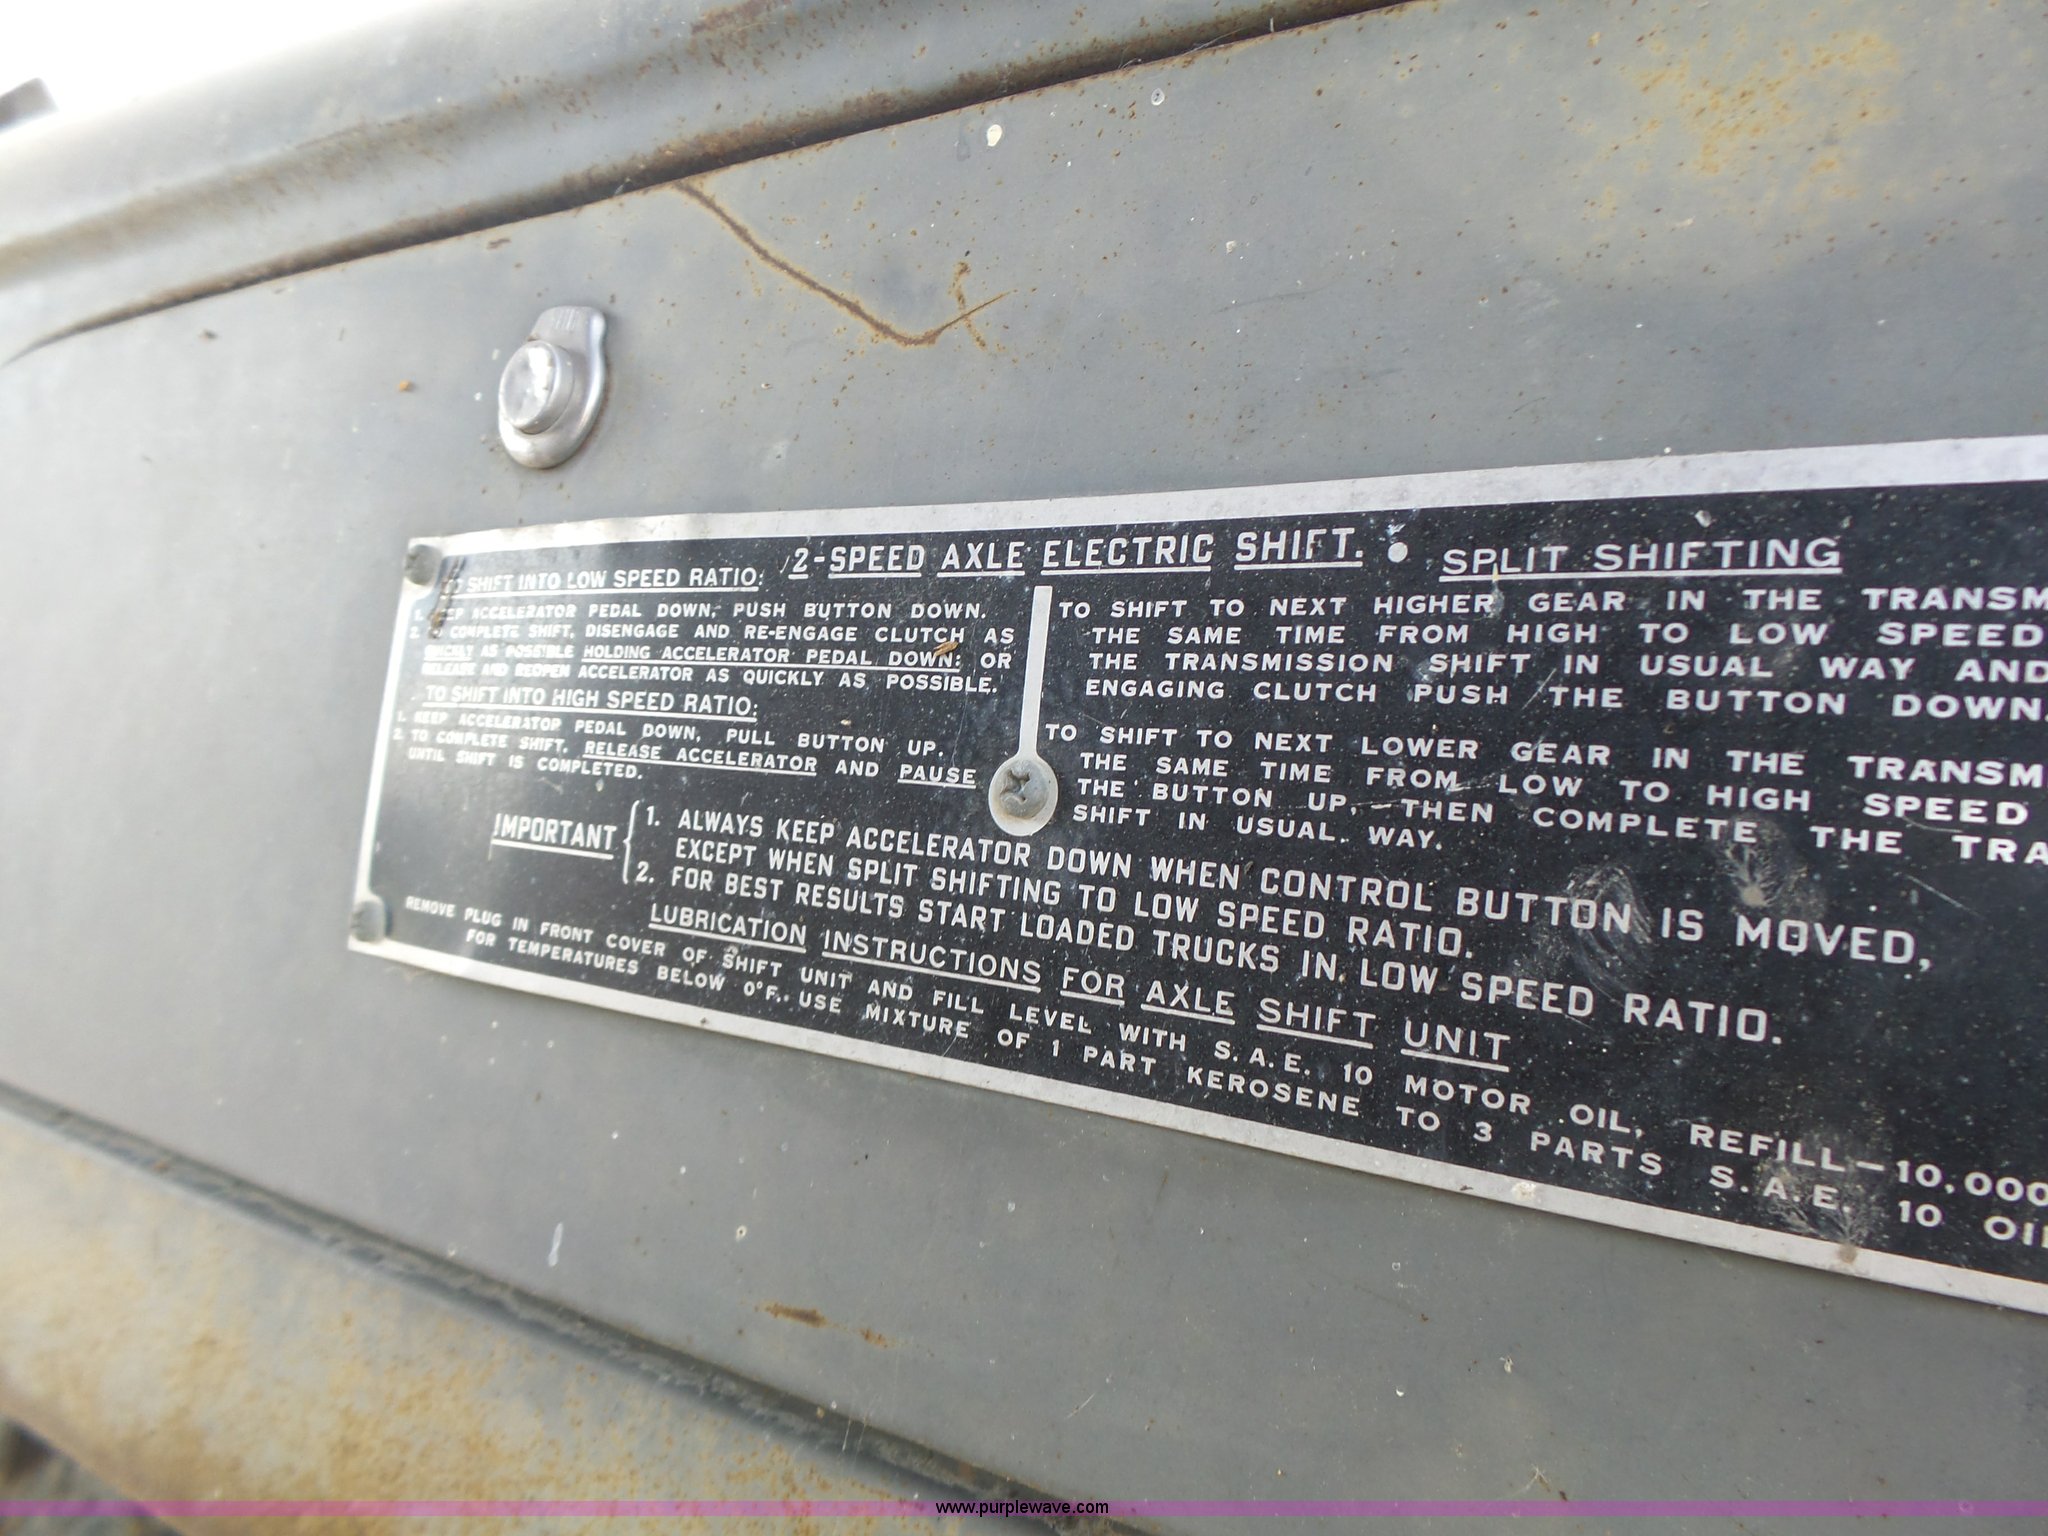 2-SPEED AXLE ELECTRIC SHIFT. • SPLIT SHIFTING
TO SHIFT INTO LOW SPEED RATIO:
1. KEEP ACCELERATOR PEDAL DOWN, PUSH BUTTON DOWN.
2. TO COMPLETE SHIFT, DISENGAGE AND RE-ENGAGE CLUTCH AS
QUICKLY AS POSSIBLE HOLDING ACCELERATOR PEDAL DOWN: OR
RELEASE AND REOPEN ACCELERATOR AS QUICKLY AS POSSIBLE.
TO SHIFT INTO HIGH SPEED RATIO:
1. KEEP ACCELERATOR PEDAL DOWN, PULL BUTTON UP.
2. TO COMPLETE SHIFT, RELEASE ACCELERATOR AND PAUSE
UNTIL SHIFT IS COMPLETED.
TO SHIFT TO NEXT HIGHER GEAR IN THE TRANSM
THE SAME TIME FROM HIGH TO LOW SPEED
THE TRANSMISSION SHIFT IN USUAL WAY AND
ENGAGING CLUTCH PUSH THE BUTTON DOWN.
TO SHIFT TO NEXT LOWER GEAR IN THE TRANSM
THE SAME TIME FROM LOW TO HIGH SPEED
THE BUTTON UP, THEN COMPLETE THE TRA
SHIFT IN USUAL WAY.
IMPORTANT { 1. ALWAYS KEEP ACCELERATOR DOWN WHEN CONTROL BUTTON IS MOVED,
EXCEPT WHEN SPLIT SHIFTING TO LOW SPEED RATIO.
2. FOR BEST RESULTS START LOADED TRUCKS IN LOW SPEED RATIO.
LUBRICATION INSTRUCTIONS FOR AXLE SHIFT UNIT
REMOVE PLUG IN FRONT COVER OF SHIFT UNIT AND FILL LEVEL WITH S.A.E. 10 MOTOR OIL, REFILL-10,000
FOR TEMPERATURES BELOW 0°F. USE MIXTURE OF 1 PART KEROSENE TO 3 PARTS S.A.E. 10 OIL
www.purplewave.com